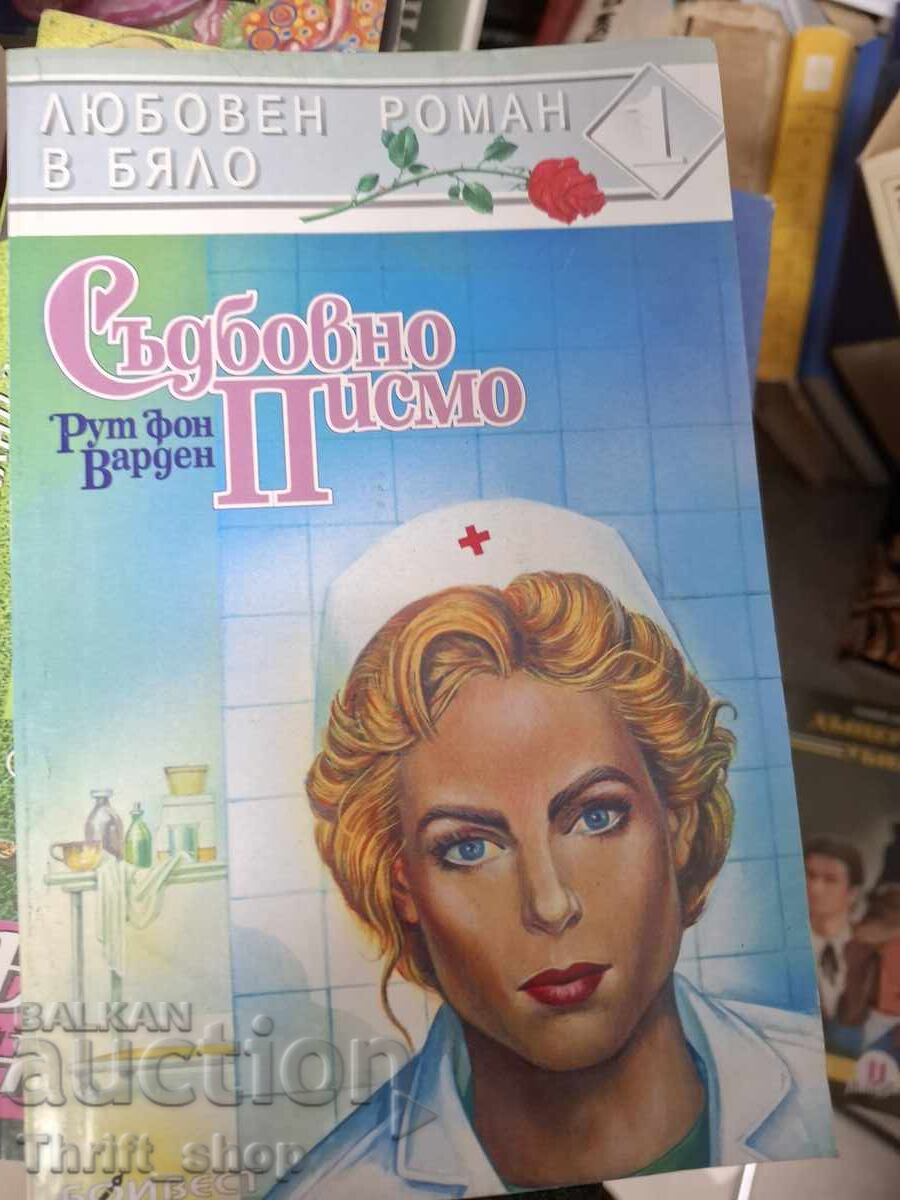 ЛЮБОВЕН РОМАН
В БЯЛО
1
Съдбовно
Писмо
Рут фон
Варден
BALKAN
auction
Thrift shop